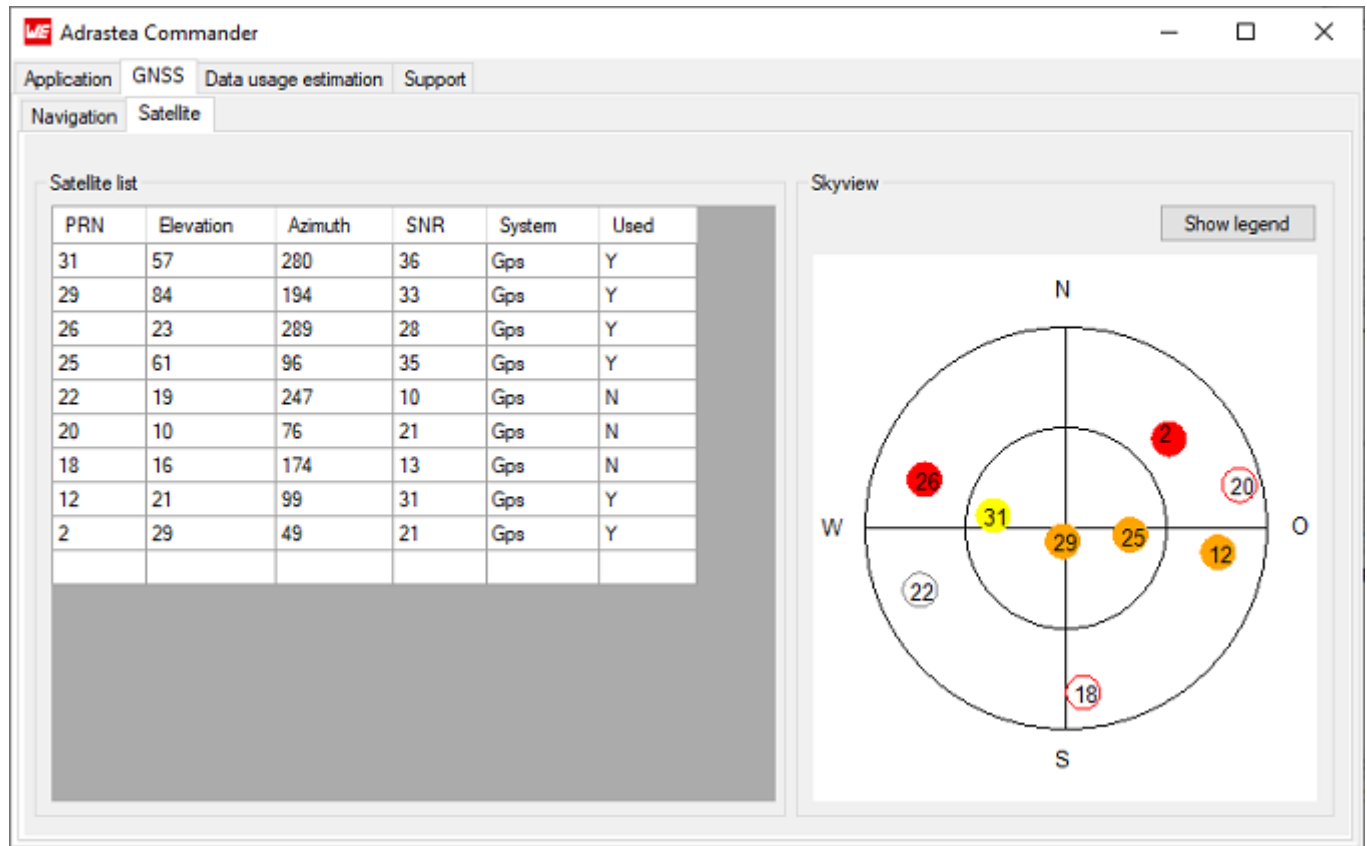 WE Adrastea Commander
Application GNSS Data usage estimation Support
Navigation Satellite
Satellite list
PRN Elevation Azimuth SNR System Used
31 57 280 36 Gps Y
29 84 194 33 Gps Y
26 23 289 28 Gps Y
25 61 96 35 Gps Y
22 19 247 10 Gps N
20 10 76 21 Gps N
18 16 174 13 Gps N
12 21 99 31 Gps Y
2 29 49 21 Gps Y
Skyview
Show legend
N
2
26
20
31
W
29
25
12
O
22
18
S